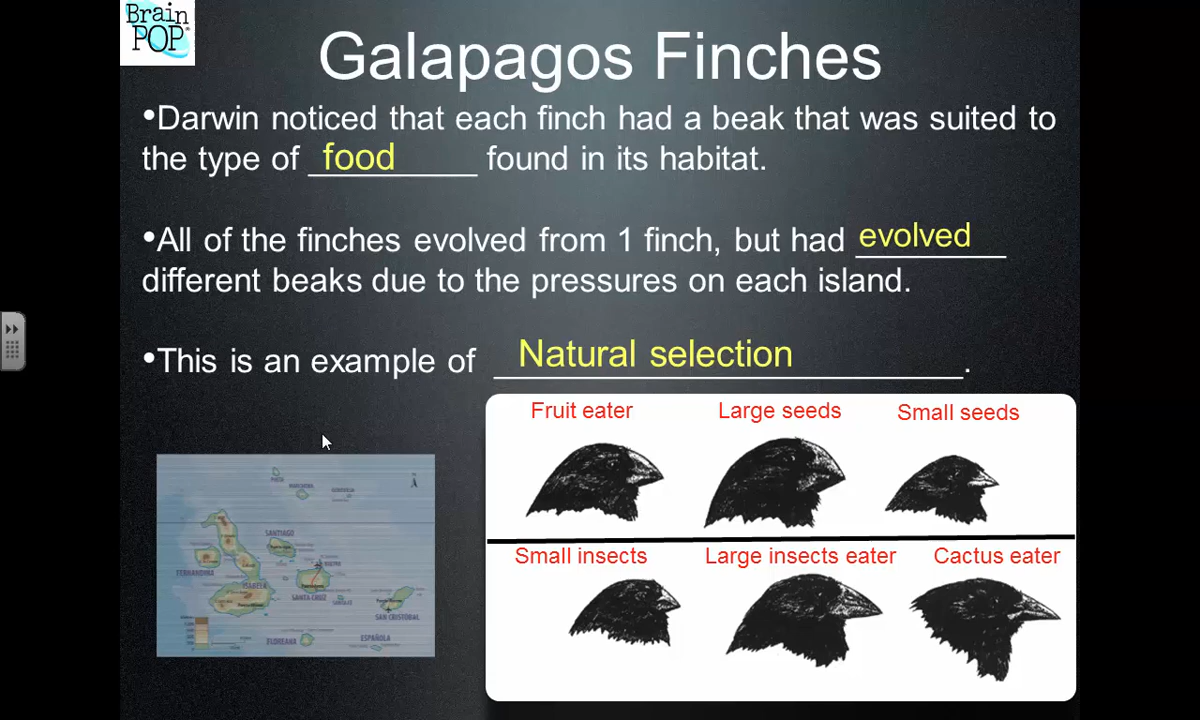 Brain
POP
Galapagos Finches
•Darwin noticed that each finch had a beak that was suited to
the type of food found in its habitat.
•All of the finches evolved from 1 finch, but had evolved
different beaks due to the pressures on each island.
•This is an example of Natural selection.
Fruit eater Large seeds Small seeds
Small insects Large insects eater Cactus eater
SANTIAGO
FERNANDINA
SANTA CRUZ
SAN CRISTOBAL
FLOREANA
ESPAÑOLA